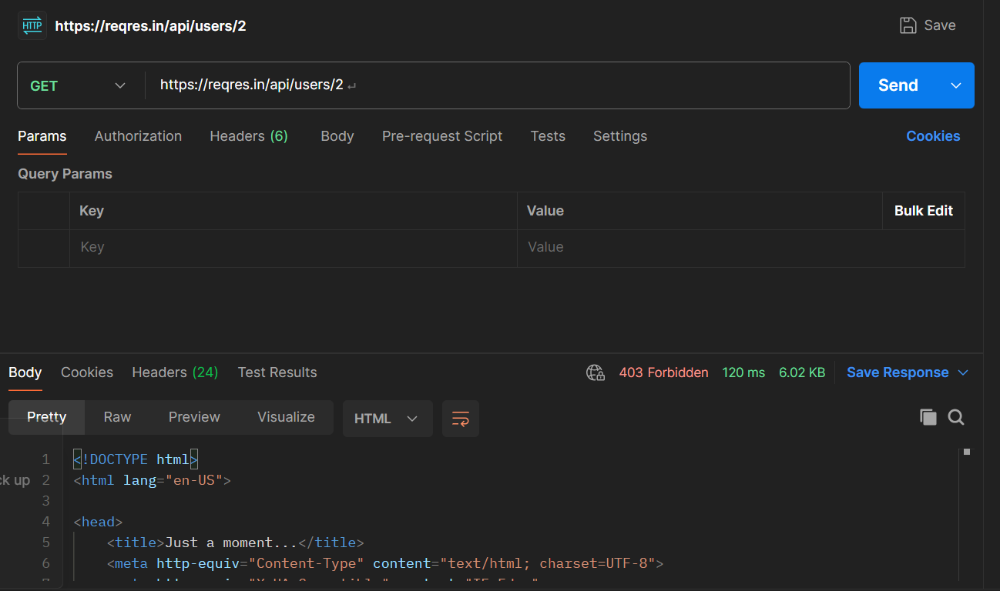 HTTP https://reqres.in/api/users/2 Save
GET https://reqres.in/api/users/2 ↵ Send
Params Authorization Headers (6) Body Pre-request Script Tests Settings Cookies
Query Params
Key Value Bulk Edit
Key Value
Body Cookies Headers (24) Test Results 403 Forbidden 120 ms 6.02 KB Save Response
Pretty Raw Preview Visualize HTML
1 <!DOCTYPE html>
ck up 2 <html lang="en-US">
3
4 <head>
5 <title>Just a moment...</title>
6 <meta http-equiv="Content-Type" content="text/html; charset=UTF-8">